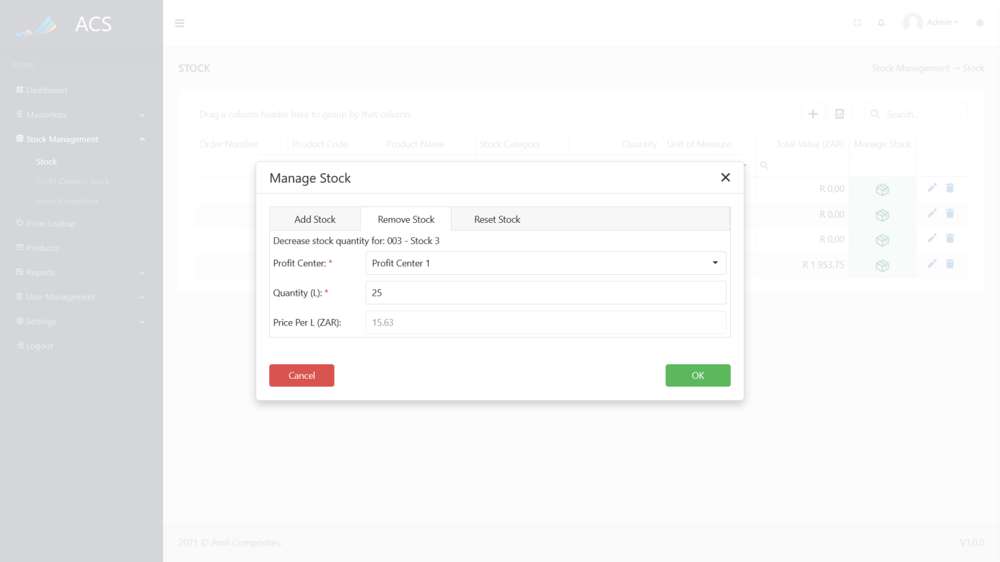 ACS
Admin
MENU
STOCK
Stock Management → Stock
Dashboard
Masterlists
Stock Management
Stock
Profit Centers Stock
Stock Correction
Price-Lookup
Products
Reports
User Management
Settings
Logout
Drag a column header here to group by that column
Search...
Order Number Product Code Product Name Stock Category Quantity Unit of Measure Total Value (ZAR) Manage Stock
R 0,00
R 0,00
R 0,00
R 1 953,75
Manage Stock
Add Stock Remove Stock Reset Stock
Decrease stock quantity for: 003 - Stock 3
Profit Center: * Profit Center 1
Quantity (L): * 25
Price Per L (ZAR): 15.63
Cancel OK
2021 © Amfi Composites.
V1.0.0